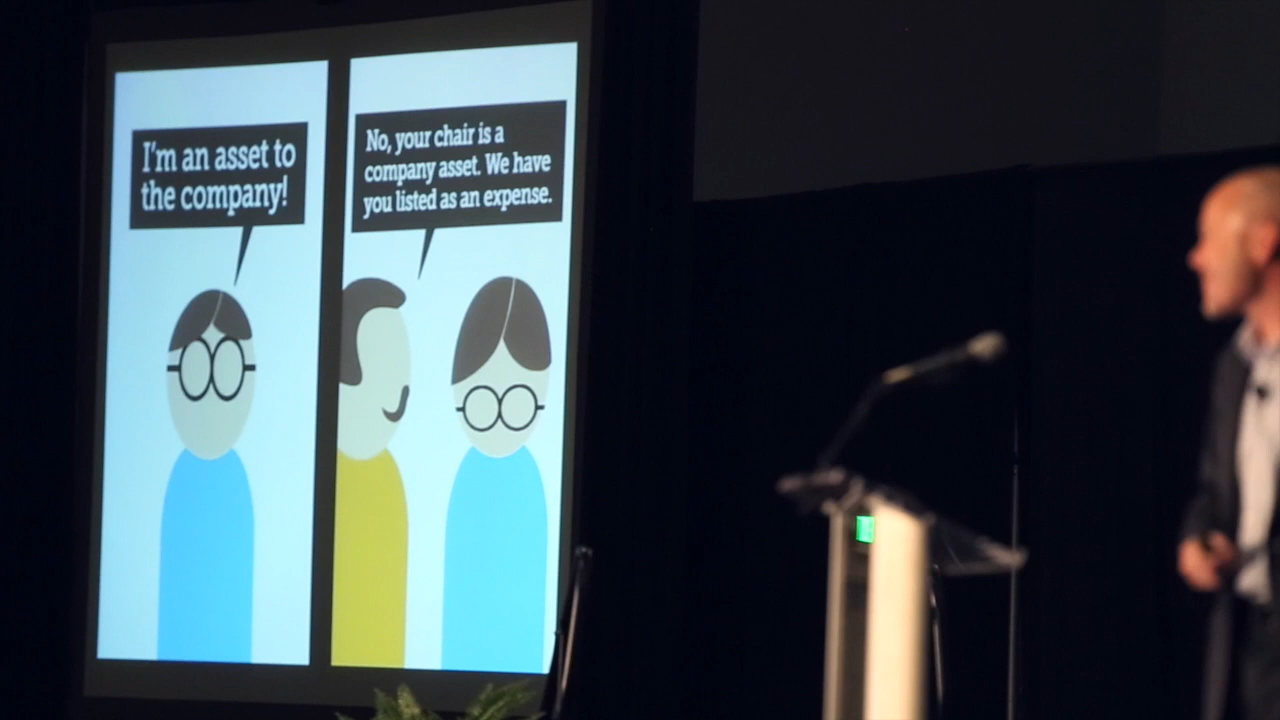 I'm an asset to
the company!
No, your chair is a
company asset. We have
you listed as an expense.